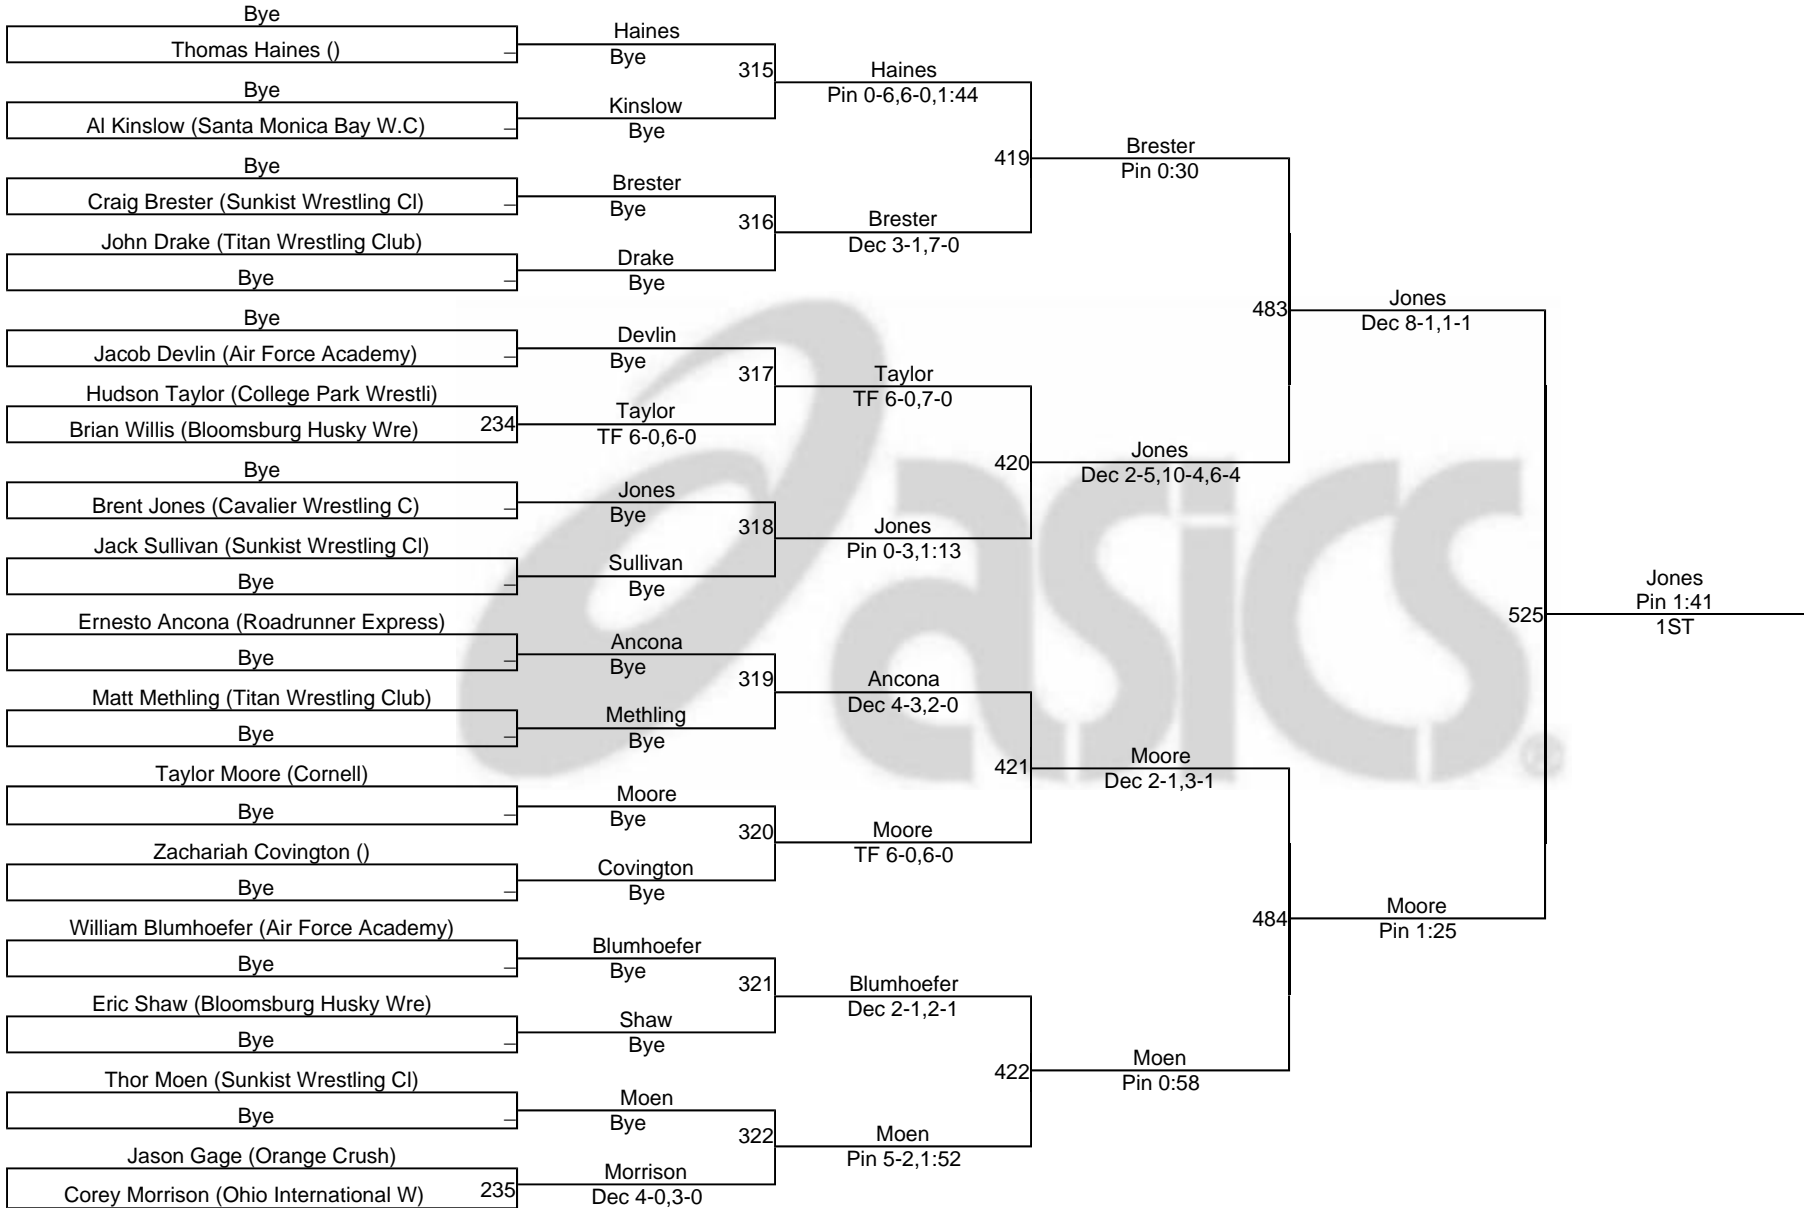 Bye
Thomas Haines ()
_
Bye
Al Kinslow (Santa Monica Bay W.C)
_
Bye
Craig Brester (Sunkist Wrestling Cl)
_
John Drake (Titan Wrestling Club)
Bye
_
Bye
Jacob Devlin (Air Force Academy)
_
Hudson Taylor (College Park Wrestli)
Brian Willis (Bloomsburg Husky Wre)
234
Bye
Brent Jones (Cavalier Wrestling C)
_
Jack Sullivan (Sunkist Wrestling Cl)
Bye
_
Ernesto Ancona (Roadrunner Express)
Bye
_
Matt Methling (Titan Wrestling Club)
Bye
_
Taylor Moore (Cornell)
Bye
_
Zachariah Covington ()
Bye
_
William Blumhoefer (Air Force Academy)
Bye
_
Eric Shaw (Bloomsburg Husky Wre)
Bye
_
Thor Moen (Sunkist Wrestling Cl)
Bye
_
Jason Gage (Orange Crush)
Corey Morrison (Ohio International W)
235
Haines
Bye
315
Kinslow
Bye
Brester
Bye
316
Drake
Bye
Devlin
Bye
317
Taylor
TF 6-0,6-0
Jones
Bye
318
Sullivan
Bye
Ancona
Bye
319
Methling
Bye
Moore
Bye
320
Covington
Bye
Blumhoefer
Bye
321
Shaw
Bye
Moen
Bye
322
Morrison
Dec 4-0,3-0
Haines
Pin 0-6,6-0,1:44
419
Brester
Dec 3-1,7-0
Taylor
TF 6-0,7-0
420
Jones
Pin 0-3,1:13
Ancona
Dec 4-3,2-0
421
Moore
TF 6-0,6-0
Blumhoefer
Dec 2-1,2-1
422
Moen
Pin 5-2,1:52
Brester
Pin 0:30
483
Jones
Dec 2-5,10-4,6-4
Moore
Dec 2-1,3-1
484
Moen
Pin 0:58
Jones
Dec 8-1,1-1
525
Moore
Pin 1:25
Jones
Pin 1:41
1ST
asics®